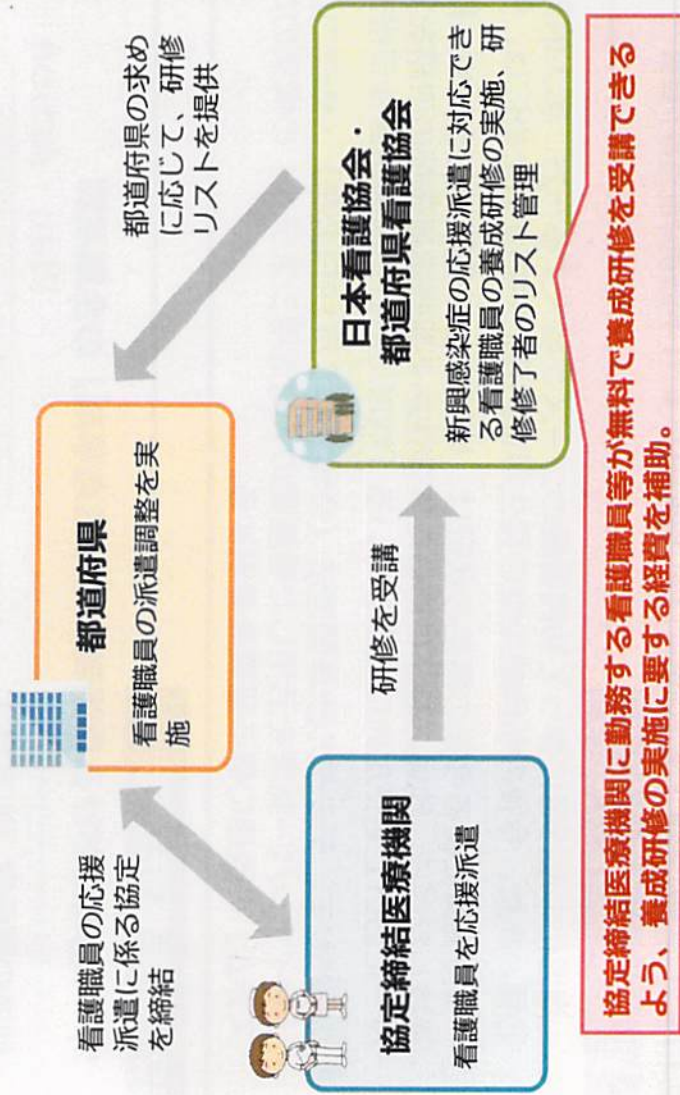 看護職員の応援
派遣に係る協定
を締結
都道府県
看護職員の派遣調整を実
施
都道府県の求め
に応じて、研修
リストを提供
協定締結医療機関
看護職員を応援派遣
研修を受講
日本看護協会・
都道府県看護協会
新興感染症の応援派遣に対応でき
る看護職員の養成研修の実施、研
修修了者のリスト管理
協定締結医療機関に勤務する看護職員等が無料で養成研修を受講できる
よう、養成研修の実施に要する経費を補助。